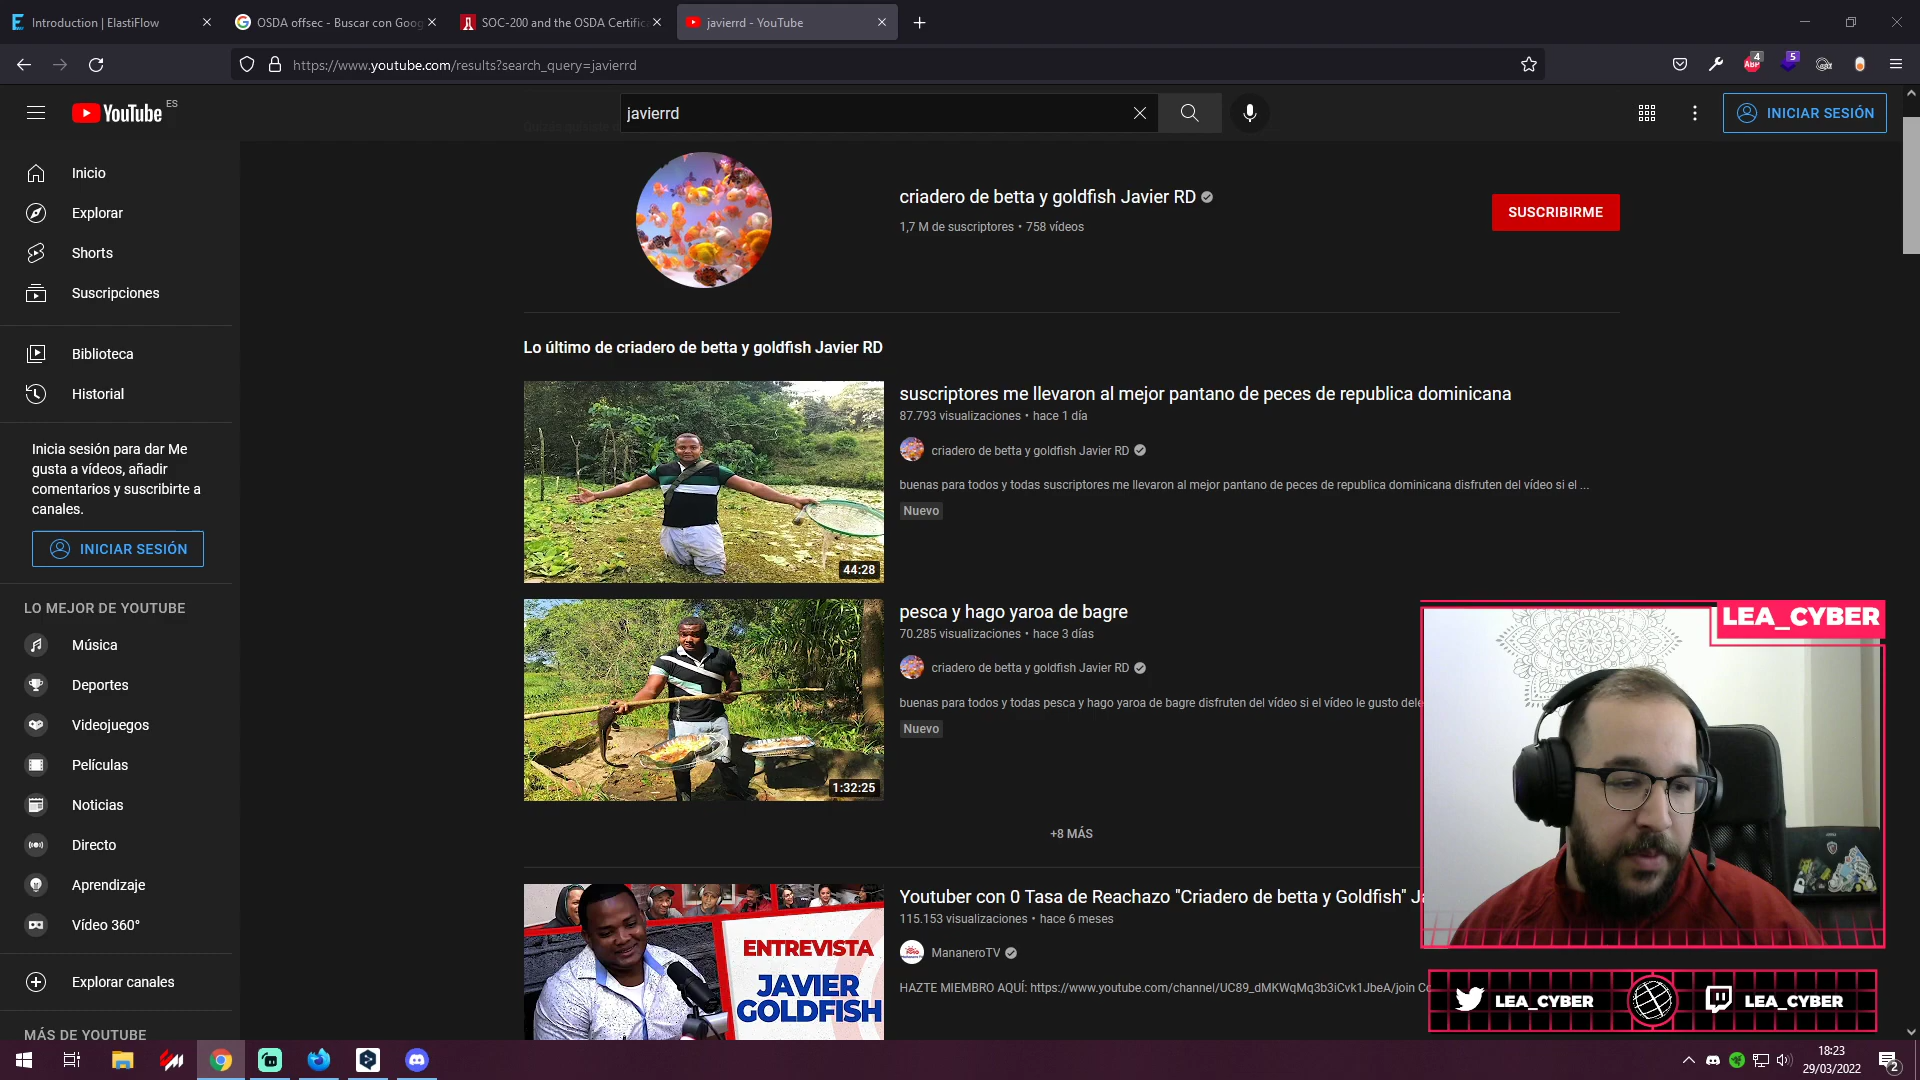 Introduction | ElastiFlow
OSDA offsec - Buscar con Goog
SOC-200 and the OSDA Certific
javierrd - YouTube
https://www.youtube.com/results?search_query=javierrd
4
ABP
5
YouTube ES
javierrd
INICIAR SESIÓN
Inicio
Explorar
Shorts
Suscripciones
Biblioteca
Historial
Inicia sesión para dar Me
gusta a vídeos, añadir
comentarios y suscribirte a
canales.
INICIAR SESIÓN
LO MEJOR DE YOUTUBE
Música
Deportes
Videojuegos
Películas
Noticias
Directo
Aprendizaje
Vídeo 360°
Explorar canales
MÁS DE YOUTUBE
criadero de betta y goldfish Javier RD
1,7 M de suscriptores • 758 vídeos
SUSCRIBIRME
Lo último de criadero de betta y goldfish Javier RD
44:28
suscriptores me llevaron al mejor pantano de peces de republica dominicana
87.793 visualizaciones • hace 1 día
criadero de betta y goldfish Javier RD
buenas para todos y todas suscriptores me llevaron al mejor pantano de peces de republica dominicana disfruten del vídeo si el ...
Nuevo
1:32:25
pesca y hago yaroa de bagre
70.285 visualizaciones • hace 3 días
criadero de betta y goldfish Javier RD
buenas para todos y todas pesca y hago yaroa de bagre disfruten del vídeo si el vídeo le gusto dele
Nuevo
+8 MÁS
ENTREVISTA
JAVIER
GOLDFISH
Youtuber con 0 Tasa de Reachazo "Criadero de betta y Goldfish" Ja
115.153 visualizaciones • hace 6 meses
MananeroTV
HAZTE MIEMBRO AQUÍ: https://www.youtube.com/channel/UC89_dMKWqMq3b3iCvk1JbeA/join Co
LEA_CYBER
LEA_CYBER
LEA_CYBER
18:23
29/03/2022
2